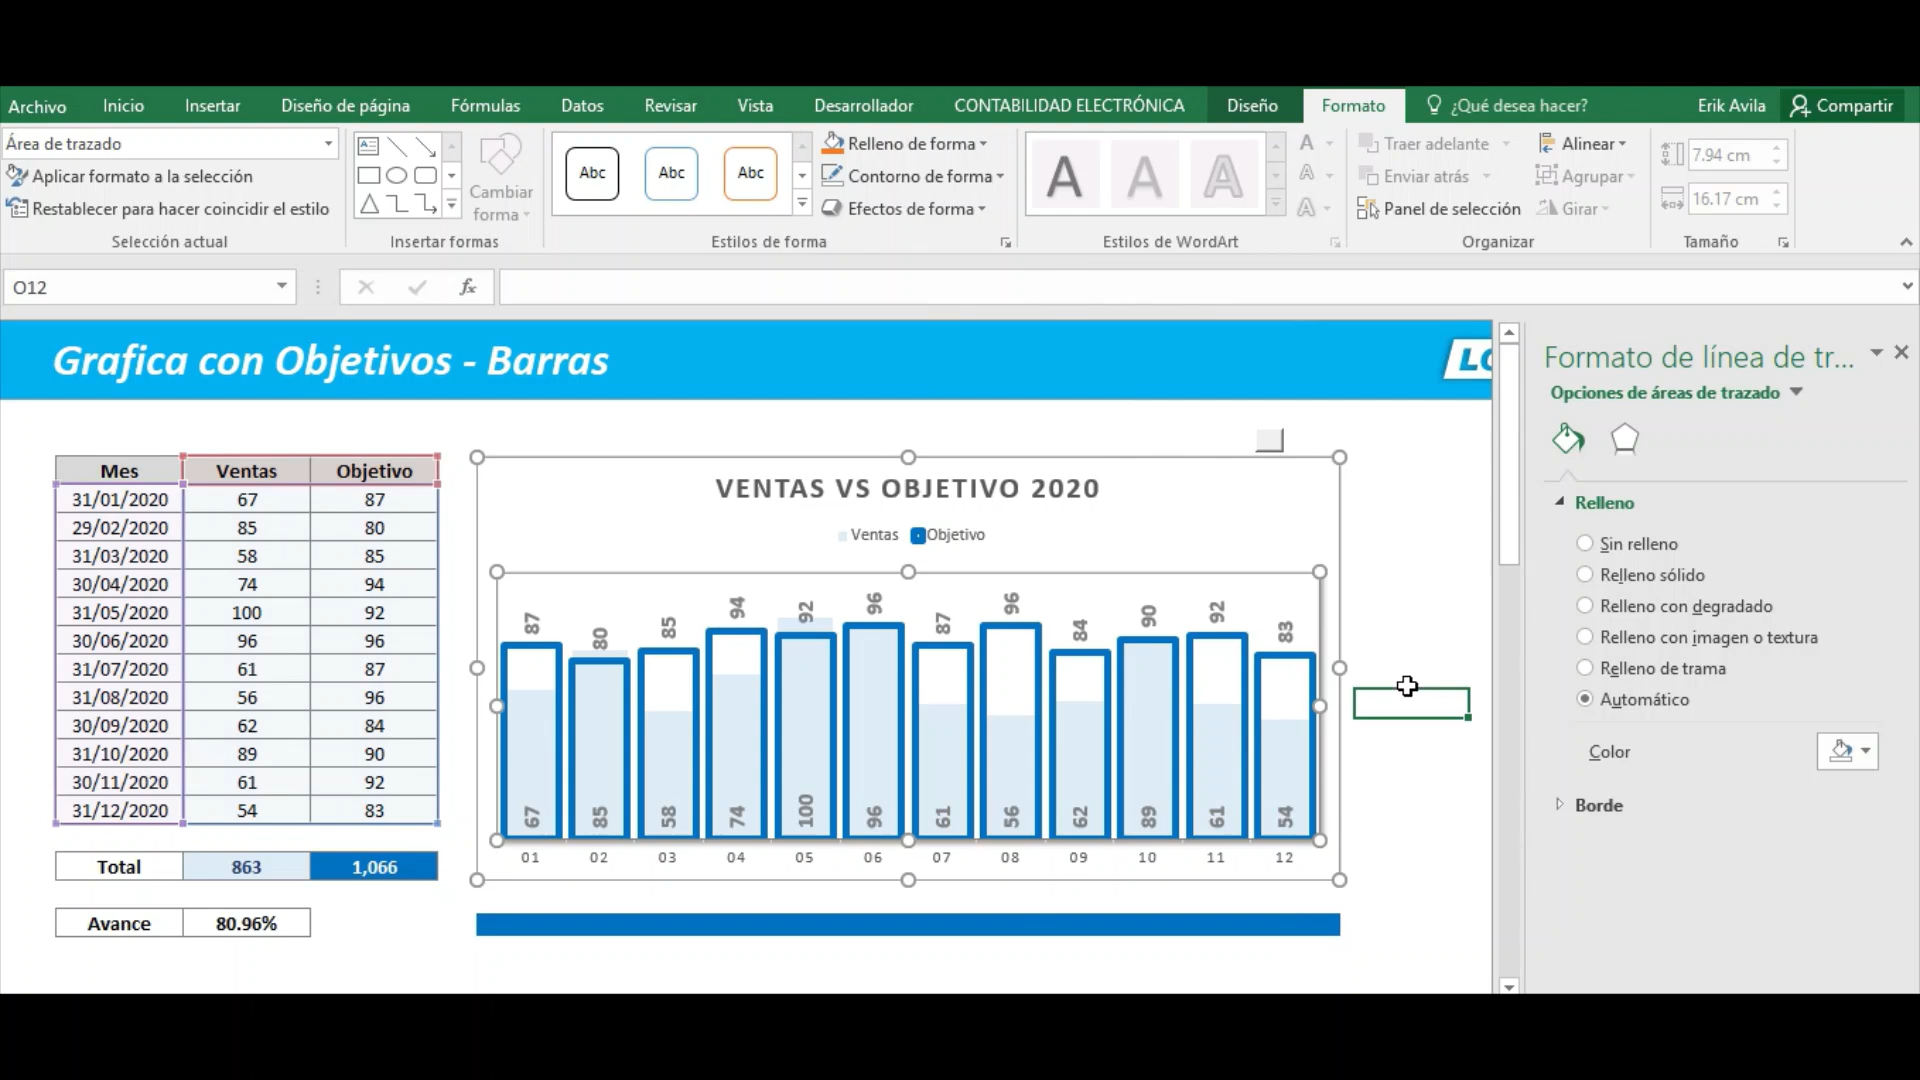 Archivo Inicio Insertar Diseño de página Fórmulas Datos Revisar Vista Desarrollador CONTABILIDAD ELECTRÓNICA Diseño Formato ¿Qué desea hacer? Erik Avila Compartir
Área de trazado
Aplicar formato a la selección
Restablecer para hacer coincidir el estilo
Selección actual
Cambiar
forma
Insertar formas
Abc Abc Abc
Relleno de forma
Contorno de forma
Efectos de forma
Estilos de forma
A A A
A
A
A
Estilos de WordArt
Traer adelante
Enviar atrás
Panel de selección
Alinear
Agrupar
Girar
Organizar
7.94 cm
16.17 cm
Tamaño
O12
fx
Grafica con Objetivos - Barras
LO
Mes Ventas Objetivo
31/01/2020 67 87
29/02/2020 85 80
31/03/2020 58 85
30/04/2020 74 94
31/05/2020 100 92
30/06/2020 96 96
31/07/2020 61 87
31/08/2020 56 96
30/09/2020 62 84
31/10/2020 89 90
30/11/2020 61 92
31/12/2020 54 83
Total 863 1,066
Avance 80.96%
VENTAS VS OBJETIVO 2020
Ventas Objetivo
87 80 85 94 92 96 87 96 84 90 92 83
67 85 58 74 100 96 61 56 62 89 61 54
01 02 03 04 05 06 07 08 09 10 11 12
Formato de línea de tr...
Opciones de áreas de trazado
Relleno
Sin relleno
Relleno sólido
Relleno con degradado
Relleno con imagen o textura
Relleno de trama
Automático
Color
Borde